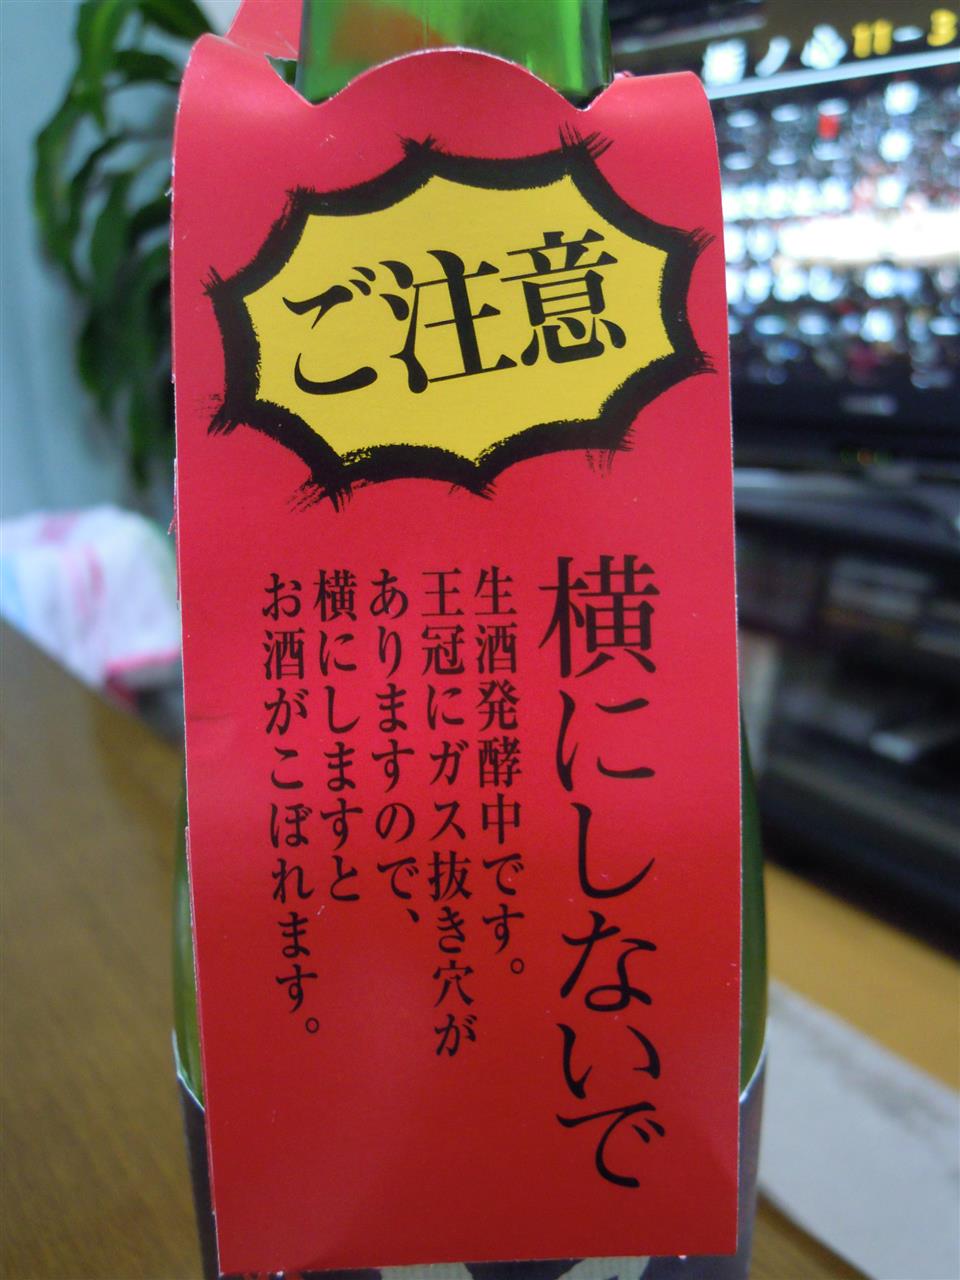 ご注意
横にしないで
生酒発酵中です。
王冠にガス抜き穴が
ありますので、
横にしますと
お酒がこぼれます。
11-3